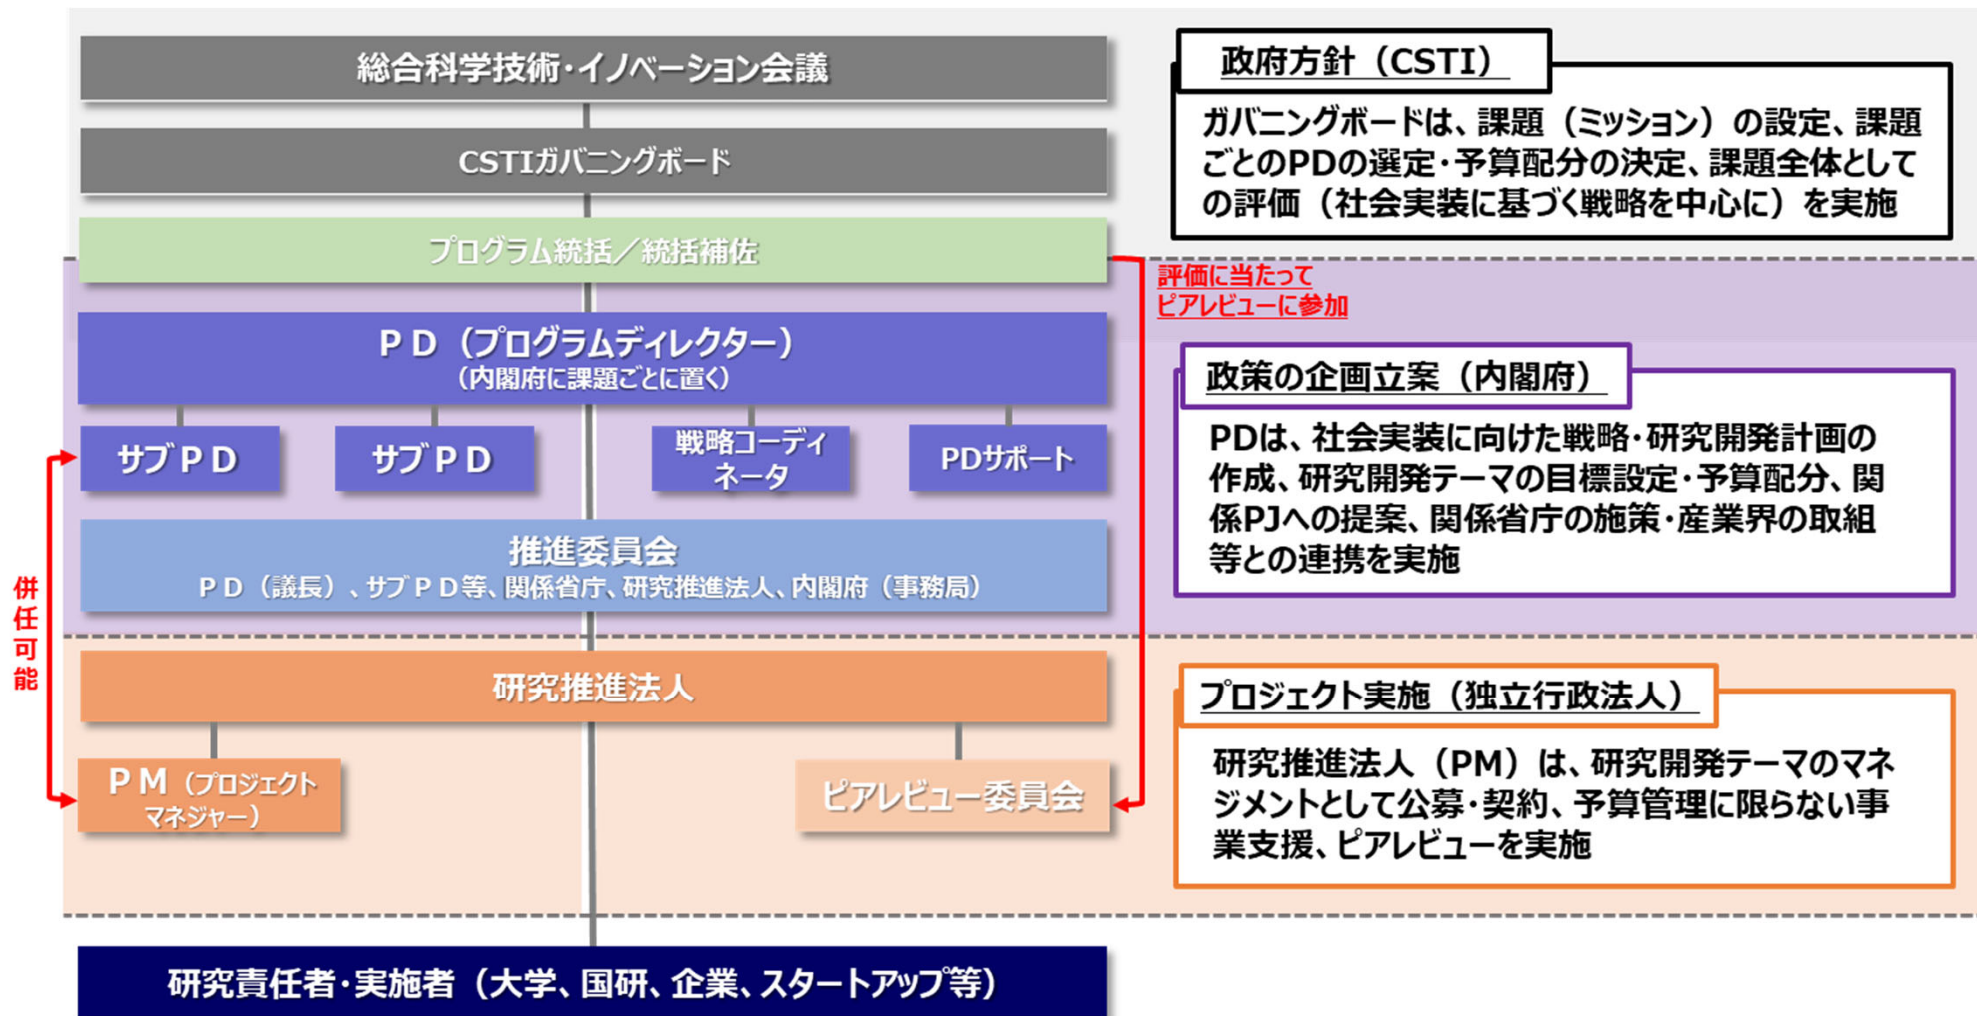 総合科学技術・イノベーション会議
CSTIガバニングボード
プログラム統括／統括補佐
ＰＤ（プログラムディレクター）
（内閣府に課題ごとに置く）
サブＰＤ
サブＰＤ
戦略コーディ
ネータ
PDサポート
推進委員会
ＰＤ（議長）、サブＰＤ等、関係省庁、研究推進法人、内閣府（事務局）
併任可能
研究推進法人
ＰＭ（プロジェクト
マネジャー）
ピアレビュー委員会
研究責任者・実施者（大学、国研、企業、スタートアップ等）
評価に当たって
ピアレビューに参加
政府方針（CSTI）
ガバニングボードは、課題（ミッション）の設定、課題
ごとのPDの選定・予算配分の決定、課題全体として
の評価（社会実装に基づく戦略を中心に）を実施
政策の企画立案（内閣府）
PDは、社会実装に向けた戦略・研究開発計画の
作成、研究開発テーマの目標設定・予算配分、関
係PJへの提案、関係省庁の施策・産業界の取組
等との連携を実施
プロジェクト実施（独立行政法人）
研究推進法人（PM）は、研究開発テーマのマネ
ジメントとして公募・契約、予算管理に限らない事
業支援、ピアレビューを実施